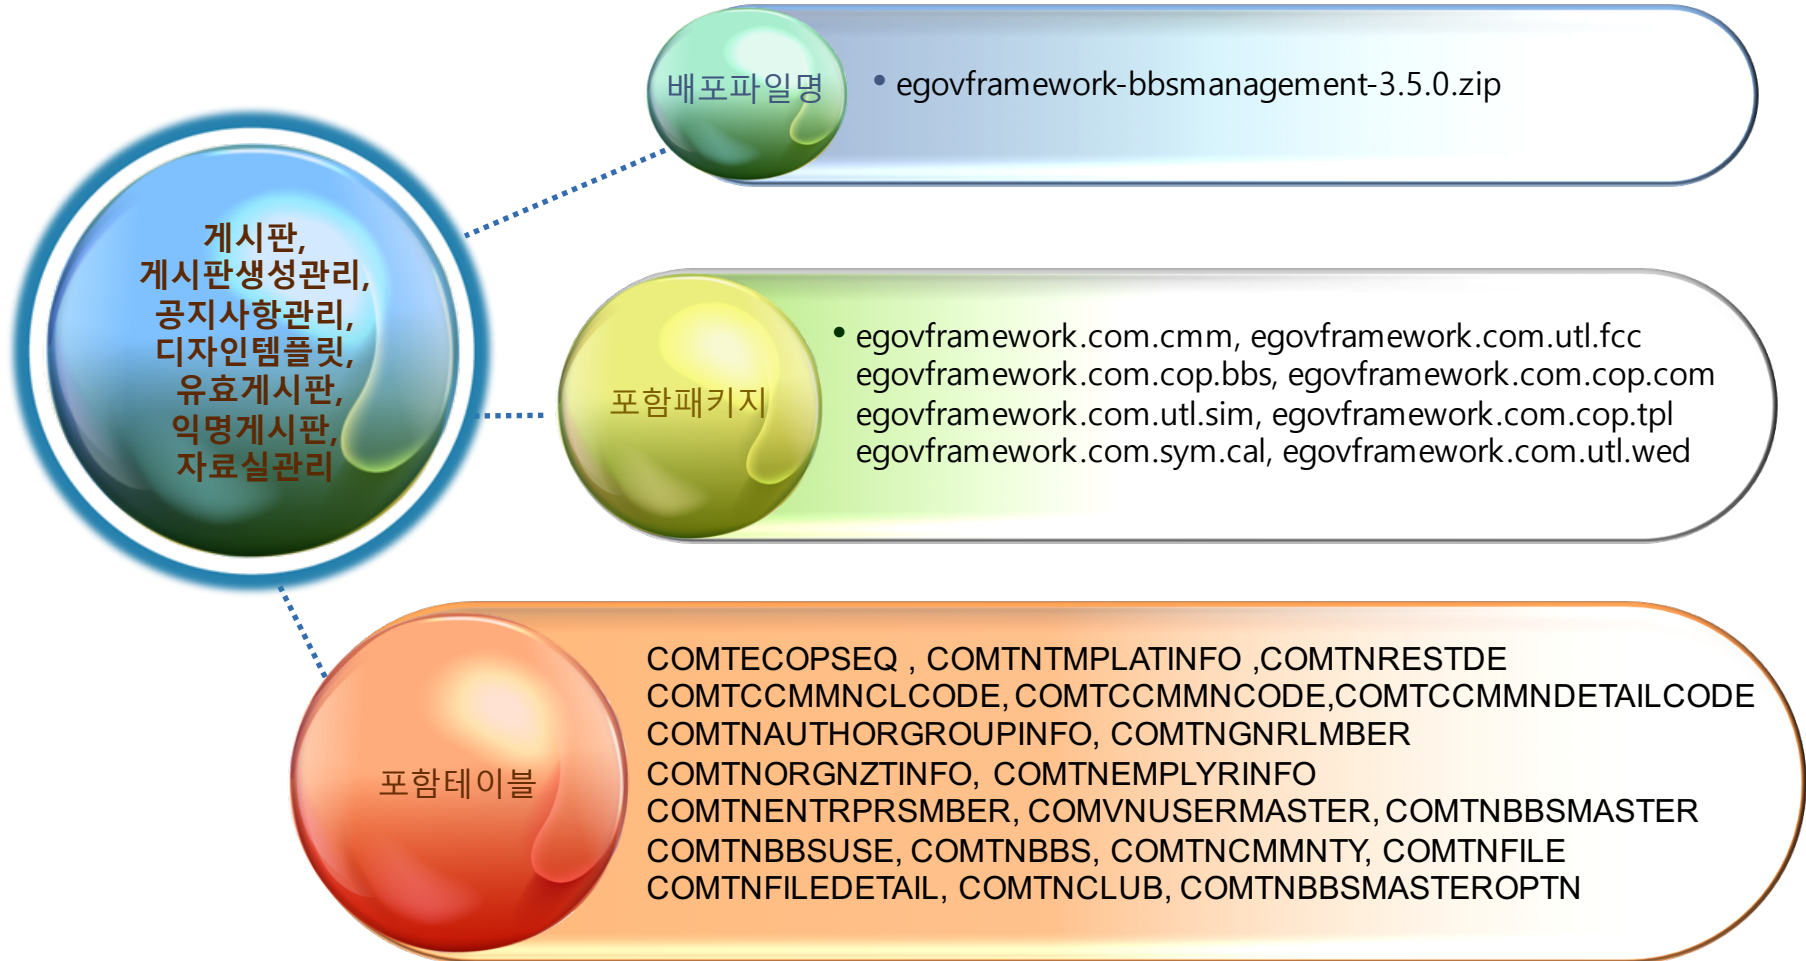 게시판,
게시판생성관리,
공지사항관리,
디자인템플릿,
유효게시판,
익명게시판,
자료실관리
배포파일명
• egovframework-bbsmanagement-3.5.0.zip
포함패키지
• egovframework.com.cmm, egovframework.com.utl.fcc
egovframework.com.cop.bbs, egovframework.com.cop.com
egovframework.com.utl.sim, egovframework.com.cop.tpl
egovframework.com.sym.cal, egovframework.com.utl.wed
포함테이블
COMTECOPSEQ , COMTNTMPLATINFO ,COMTNRESTDE
COMTCCMMNCLCODE, COMTCCMMNCODE,COMTCCMMNDETAILCODE
COMTNAUTHORGROUPINFO, COMTNGNRLMBER
COMTNORGNZTINFO, COMTNEMPLYRINFO
COMTNENTRPRSMBER, COMVNUSERMASTER, COMTNBBSMASTER
COMTNBBSUSE, COMTNBBS, COMTNCMMNTY, COMTNFILE
COMTNFILEDETAIL, COMTNCLUB, COMTNBBSMASTEROPTN